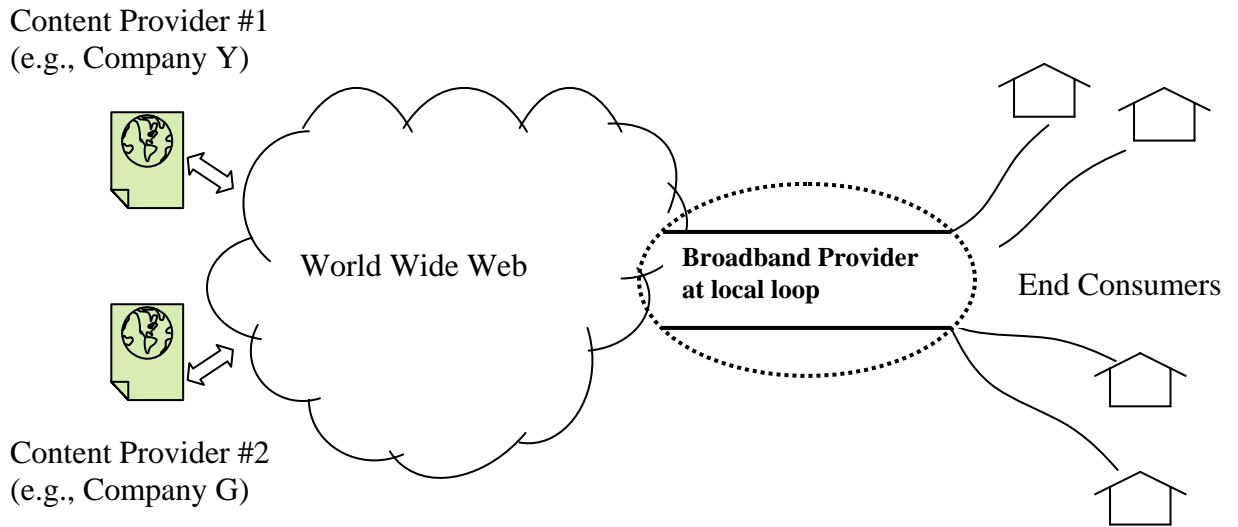 Content Provider #1
(e.g., Company Y)
World Wide Web
Broadband Provider
at local loop
End Consumers
Content Provider #2
(e.g., Company G)